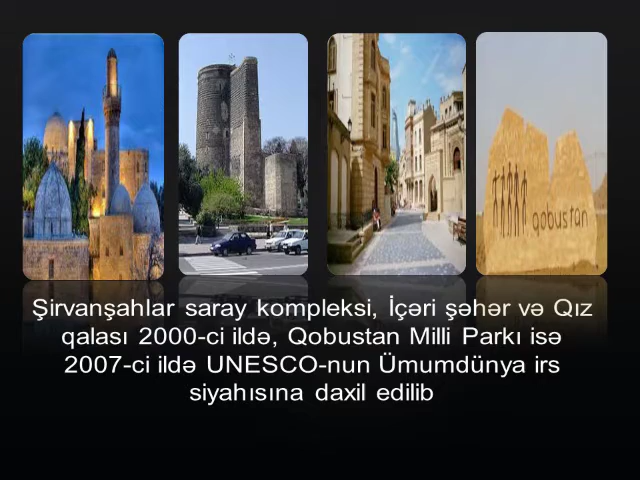 qobustan
Şirvanşahlar saray kompleksi, İçəri şəhər və Qız
qalası 2000-ci ildə, Qobustan Milli Parkı isə
2007-ci ildə UNESCO-nun Ümumdünya irs
siyahısına daxil edilib